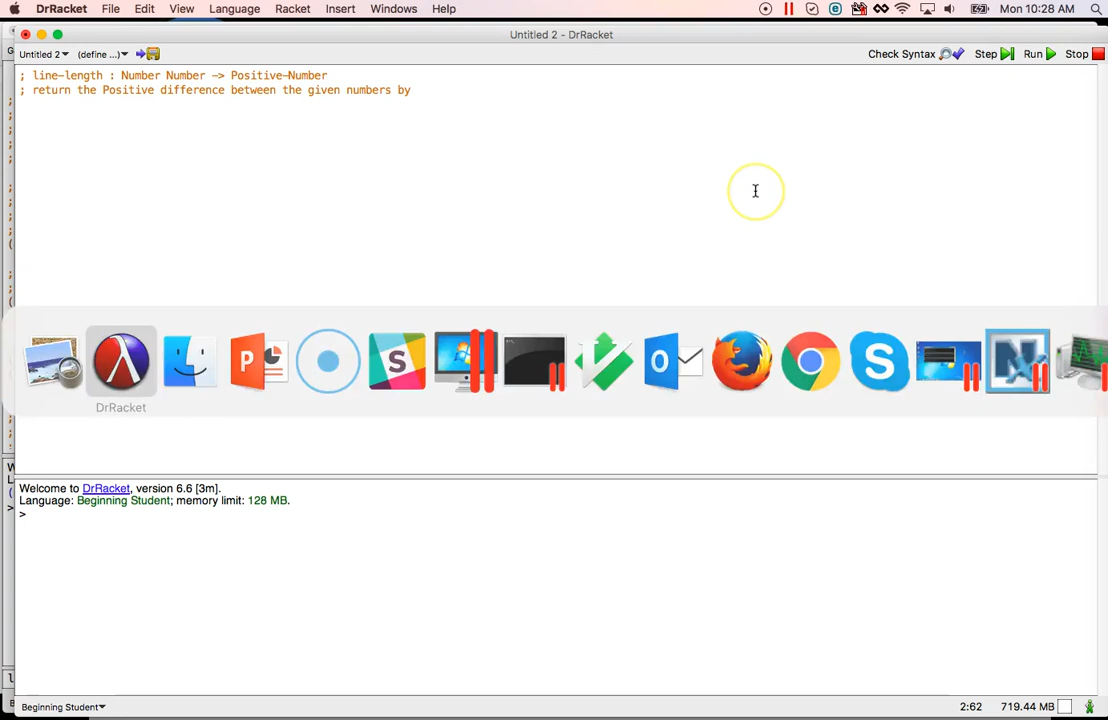 DrRacket File Edit View Language Racket Insert Windows Help Mon 10:28 AM
Untitled 2 - DrRacket
Untitled 2 (define ...) Check Syntax Step Run Stop
; line-length : Number Number -> Positive-Number
; return the Positive difference between the given numbers by
DrRacket
Welcome to DrRacket, version 6.6 [3m].
Language: Beginning Student; memory limit: 128 MB.
>
Beginning Student 2:62 719.44 MB